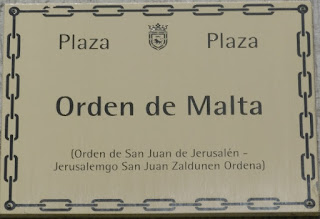 Plaza Plaza
Orden de Malta
(Orden de San Juan de Jerusalén -
Jerusalemgo San Juan Zaldunen Ordena)